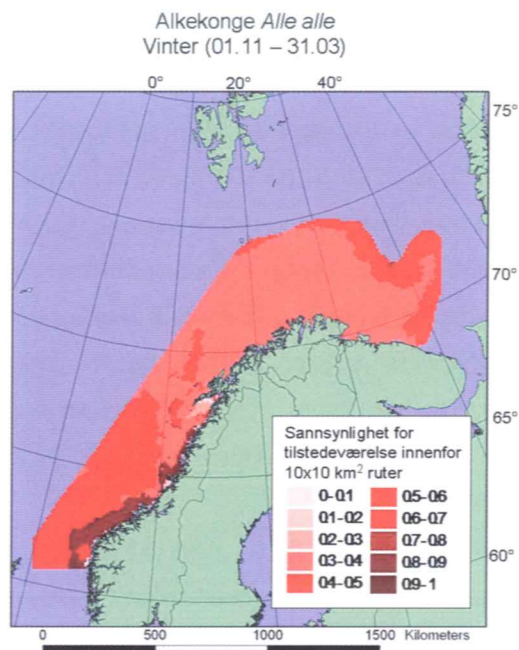 Alkekonge Alle alle
Vinter (01.11 – 31.03)
0° 20° 40°
75°
70°
65°
60°
Sannsynlighet for
tilstedeværelse innenfor
10x10 km² ruter
0-0.1 0.5-0.6
0.1-0.2 0.6-0.7
0.2-0.3 0.7-0.8
0.3-0.4 0.8-0.9
0.4-0.5 0.9-1
0 500 1000 1500 Kilometers